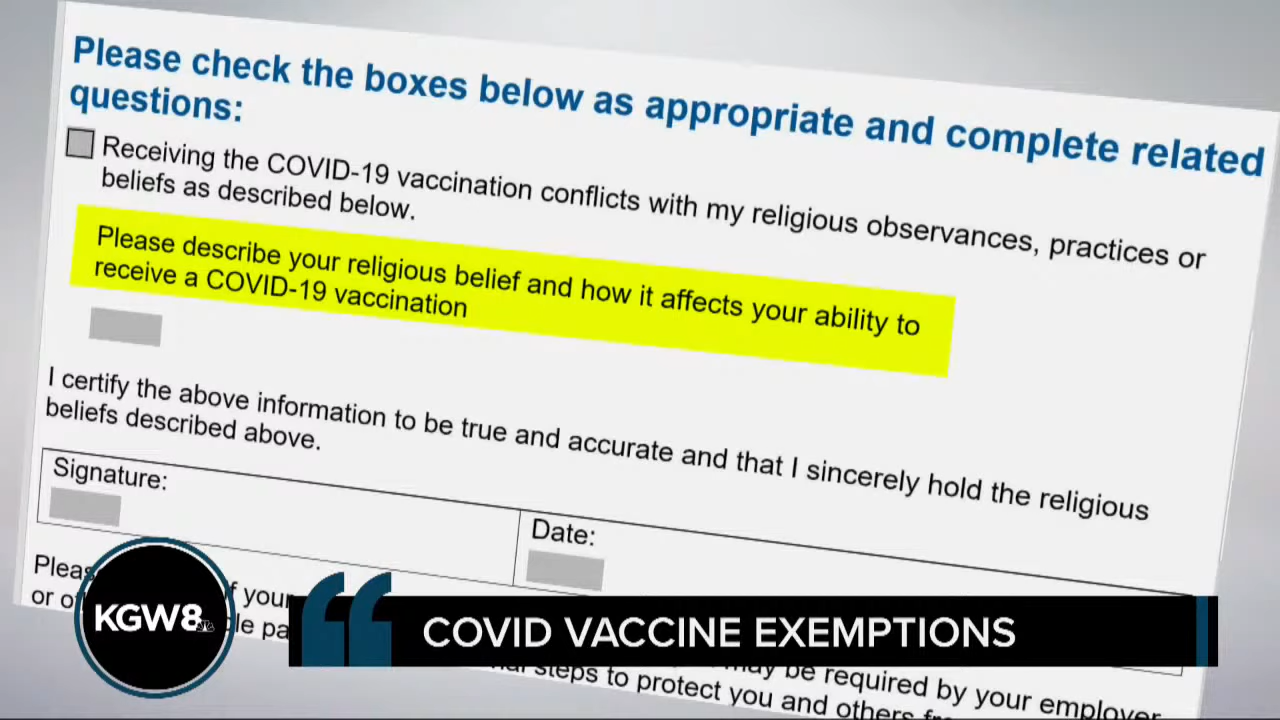 Please check the boxes below as appropriate and complete related
questions:
Receiving the COVID-19 vaccination conflicts with my religious observances, practices or
beliefs as described below.
Please describe your religious belief and how it affects your ability to
receive a COVID-19 vaccination
I certify the above information to be true and accurate and that I sincerely hold the religious
beliefs described above.
Signature:
Date:
f your
or
le pa
may be required by your employer
steps to protect you and others
KGW8
COVID VACCINE EXEMPTIONS